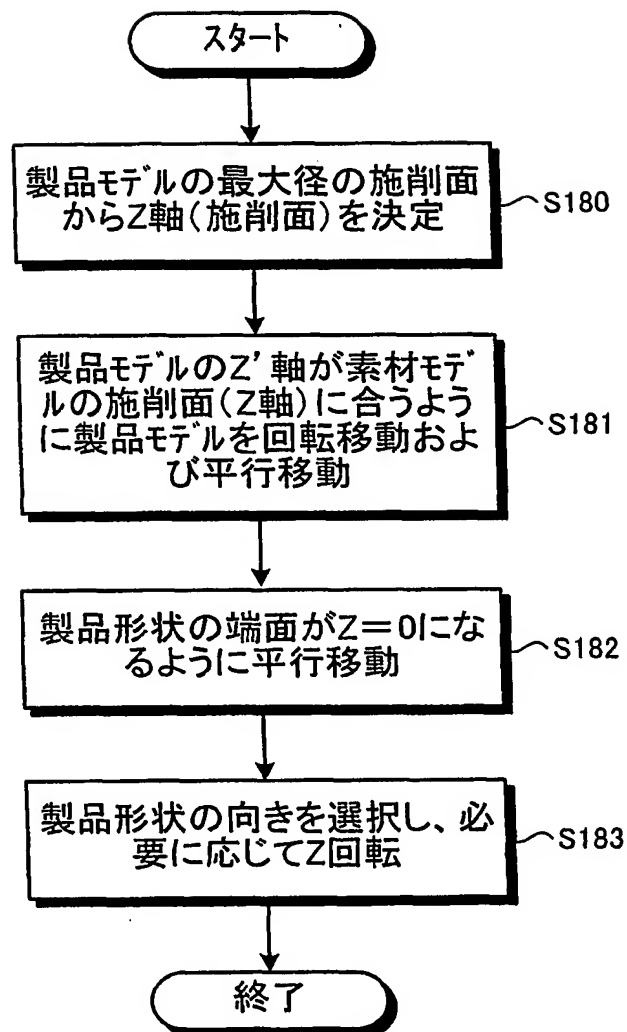 スタート
製品モデルの最大径の施削面
からZ軸(施削面)を決定
S180
製品モデルのZ'軸が素材モデ
ルの施削面(Z軸)に合うよう
に製品モデルを回転移動およ
び平行移動
S181
製品形状の端面がZ=0にな
るように平行移動
S182
製品形状の向きを選択し、必
要に応じてZ回転
S183
終了